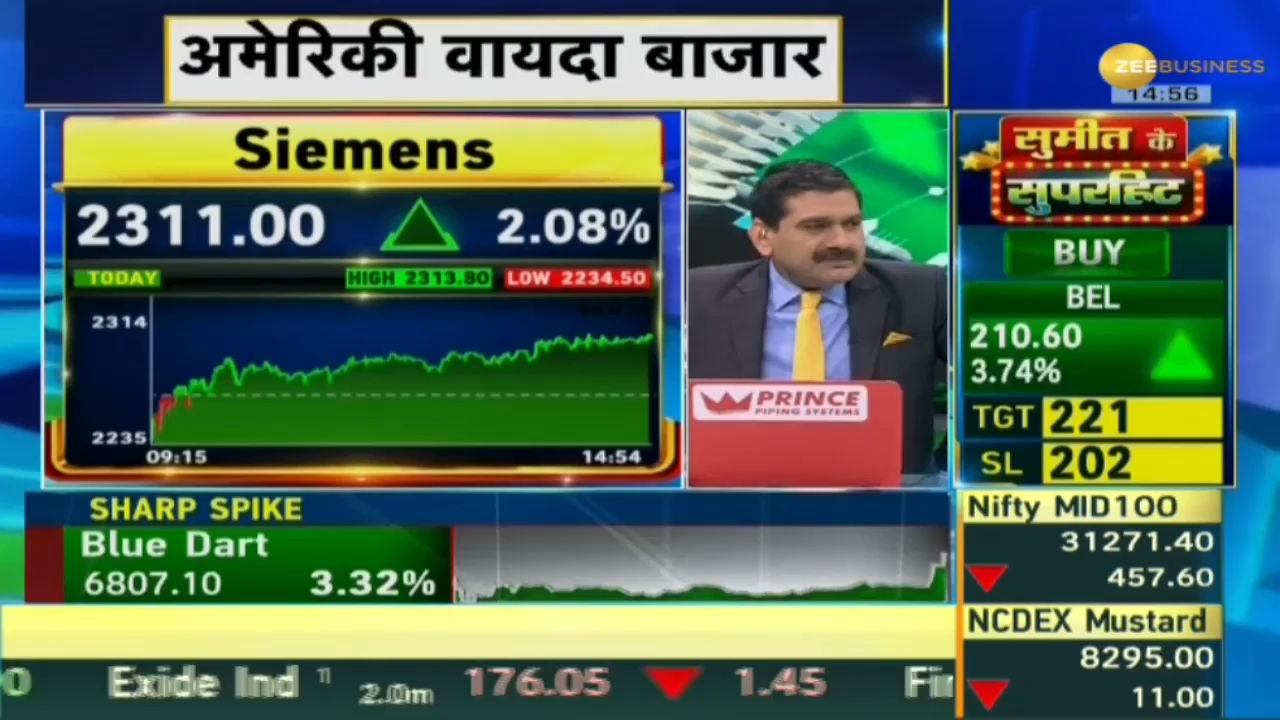 अमेरिकी वायदा बाजार
ZEEBUSINESS
14:56
Siemens
2311.00 2.08%
TODAY HIGH 2313.80 LOW 2234.50
2314
2235
09:15 14:54
PRINCE
PIPING SYSTEMS
सुमीत के
सुपरहिट
BUY
BEL
210.60
3.74%
TGT 221
SL 202
SHARP SPIKE
Blue Dart
6807.10 3.32%
Nifty MID100
31271.40
457.60
NCDEX Mustard
8295.00
11.00
Exide Ind 2.0m 176.05 1.45